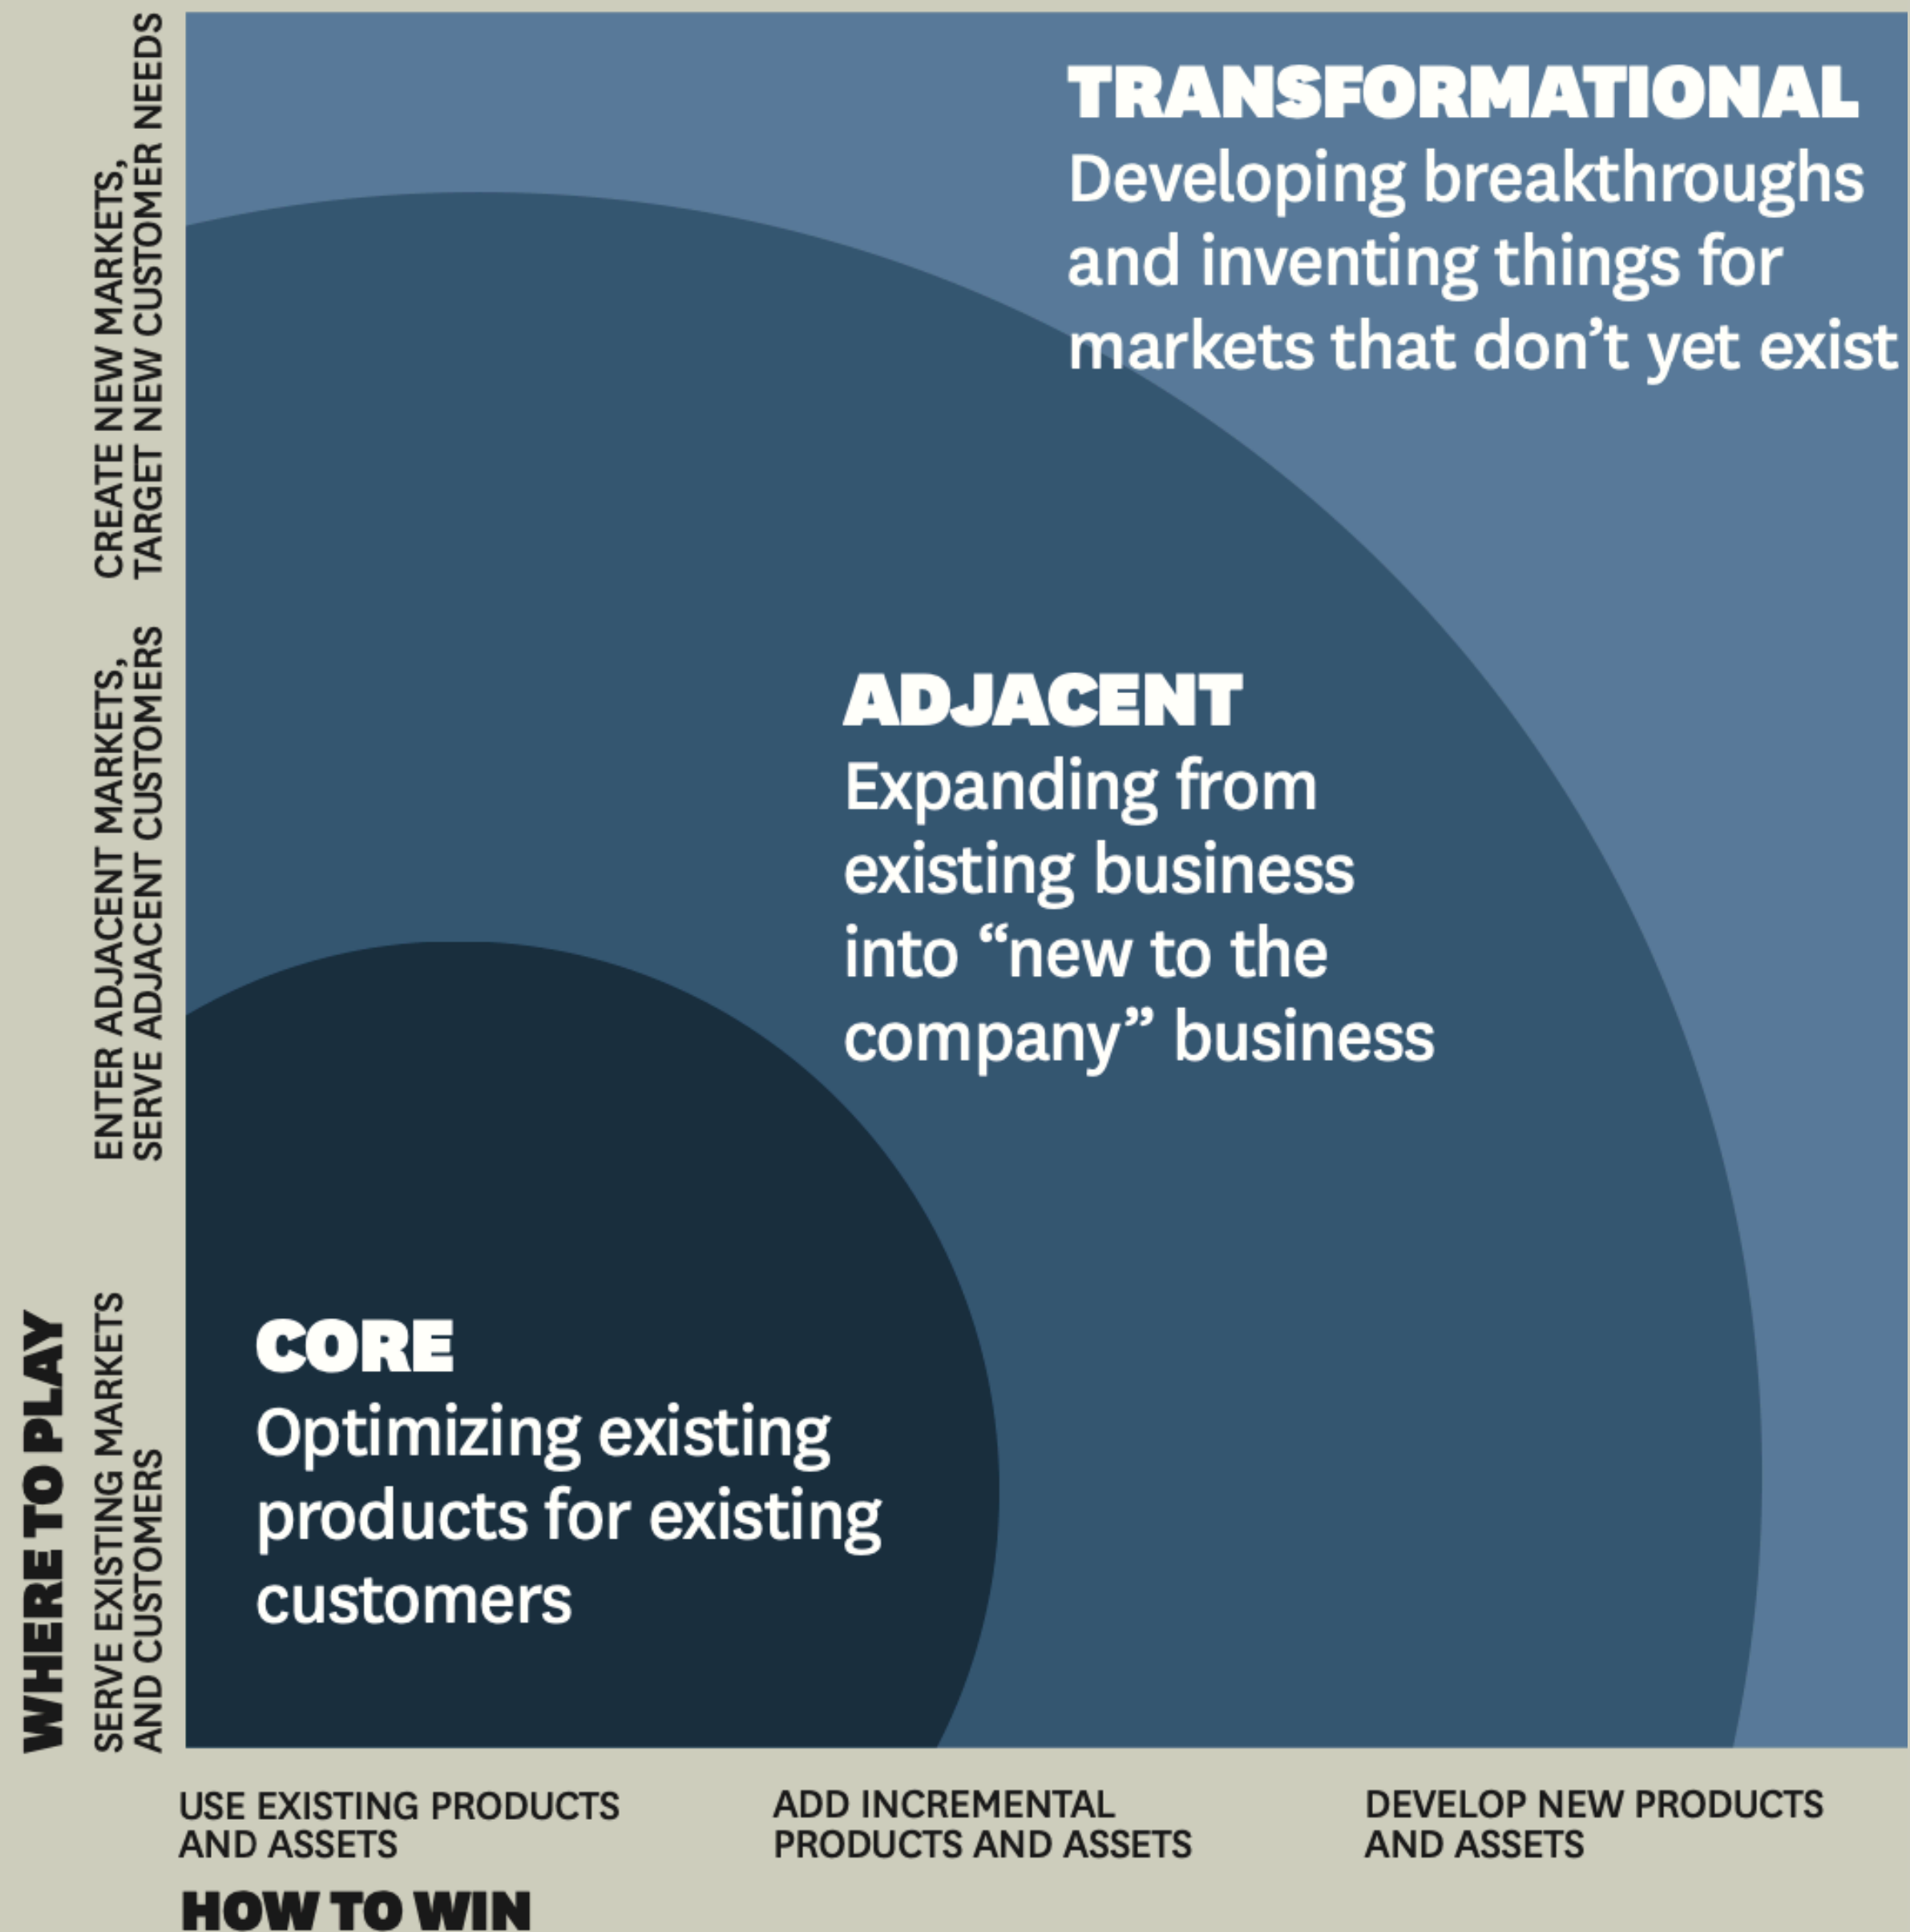 TRANSFORMATIONAL
Developing breakthroughs
and inventing things for
markets that don’t yet exist
ADJACENT
Expanding from
existing business
into “new to the
company” business
CORE
Optimizing existing
products for existing
customers
WHERE TO PLAY
CREATE NEW MARKETS,
TARGET NEW CUSTOMER NEEDS
ENTER ADJACENT MARKETS,
SERVE ADJACENT CUSTOMERS
SERVE EXISTING MARKETS
AND CUSTOMERS
USE EXISTING PRODUCTS
AND ASSETS
ADD INCREMENTAL
PRODUCTS AND ASSETS
DEVELOP NEW PRODUCTS
AND ASSETS
HOW TO WIN